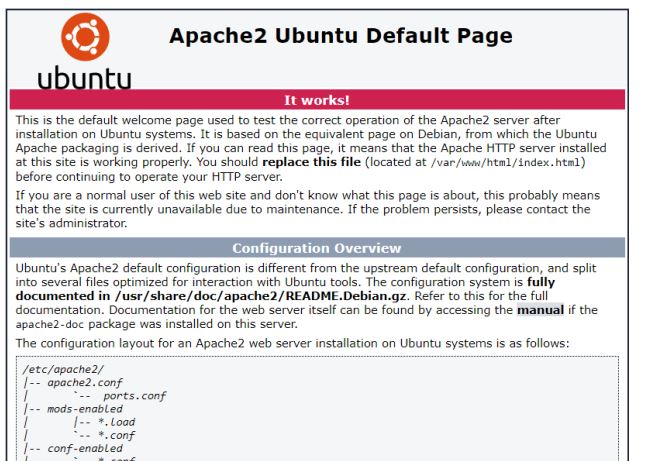 ubuntu
Apache2 Ubuntu Default Page
It works!
This is the default welcome page used to test the correct operation of the Apache2 server after
installation on Ubuntu systems. It is based on the equivalent page on Debian, from which the Ubuntu
Apache packaging is derived. If you can read this page, it means that the Apache HTTP server installed
at this site is working properly. You should replace this file (located at /var/www/html/index.html)
before continuing to operate your HTTP server.
If you are a normal user of this web site and don't know what this page is about, this probably means
that the site is currently unavailable due to maintenance. If the problem persists, please contact the
site's administrator.
Configuration Overview
Ubuntu's Apache2 default configuration is different from the upstream default configuration, and split
into several files optimized for interaction with Ubuntu tools. The configuration system is fully
documented in /usr/share/doc/apache2/README.Debian.gz. Refer to this for the full
documentation. Documentation for the web server itself can be found by accessing the manual if the
apache2-doc package was installed on this server.
The configuration layout for an Apache2 web server installation on Ubuntu systems is as follows:
/etc/apache2/
|-- apache2.conf
|       `--  ports.conf
|-- mods-enabled
|       |-- *.load
|       `-- *.conf
|-- conf-enabled
|       `-- *.conf